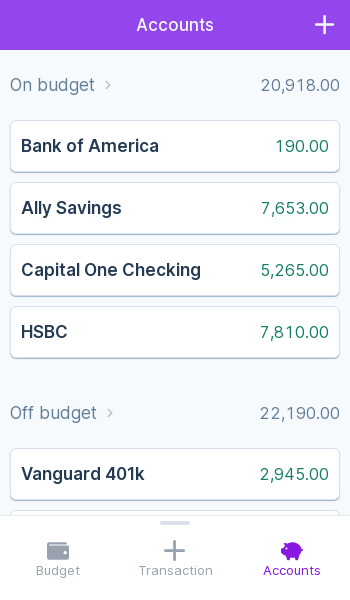 Accounts
On budget 20,918.00
Bank of America 190.00
Ally Savings 7,653.00
Capital One Checking 5,265.00
HSBC 7,810.00
Off budget 22,190.00
Vanguard 401k 2,945.00
Budget Transaction Accounts